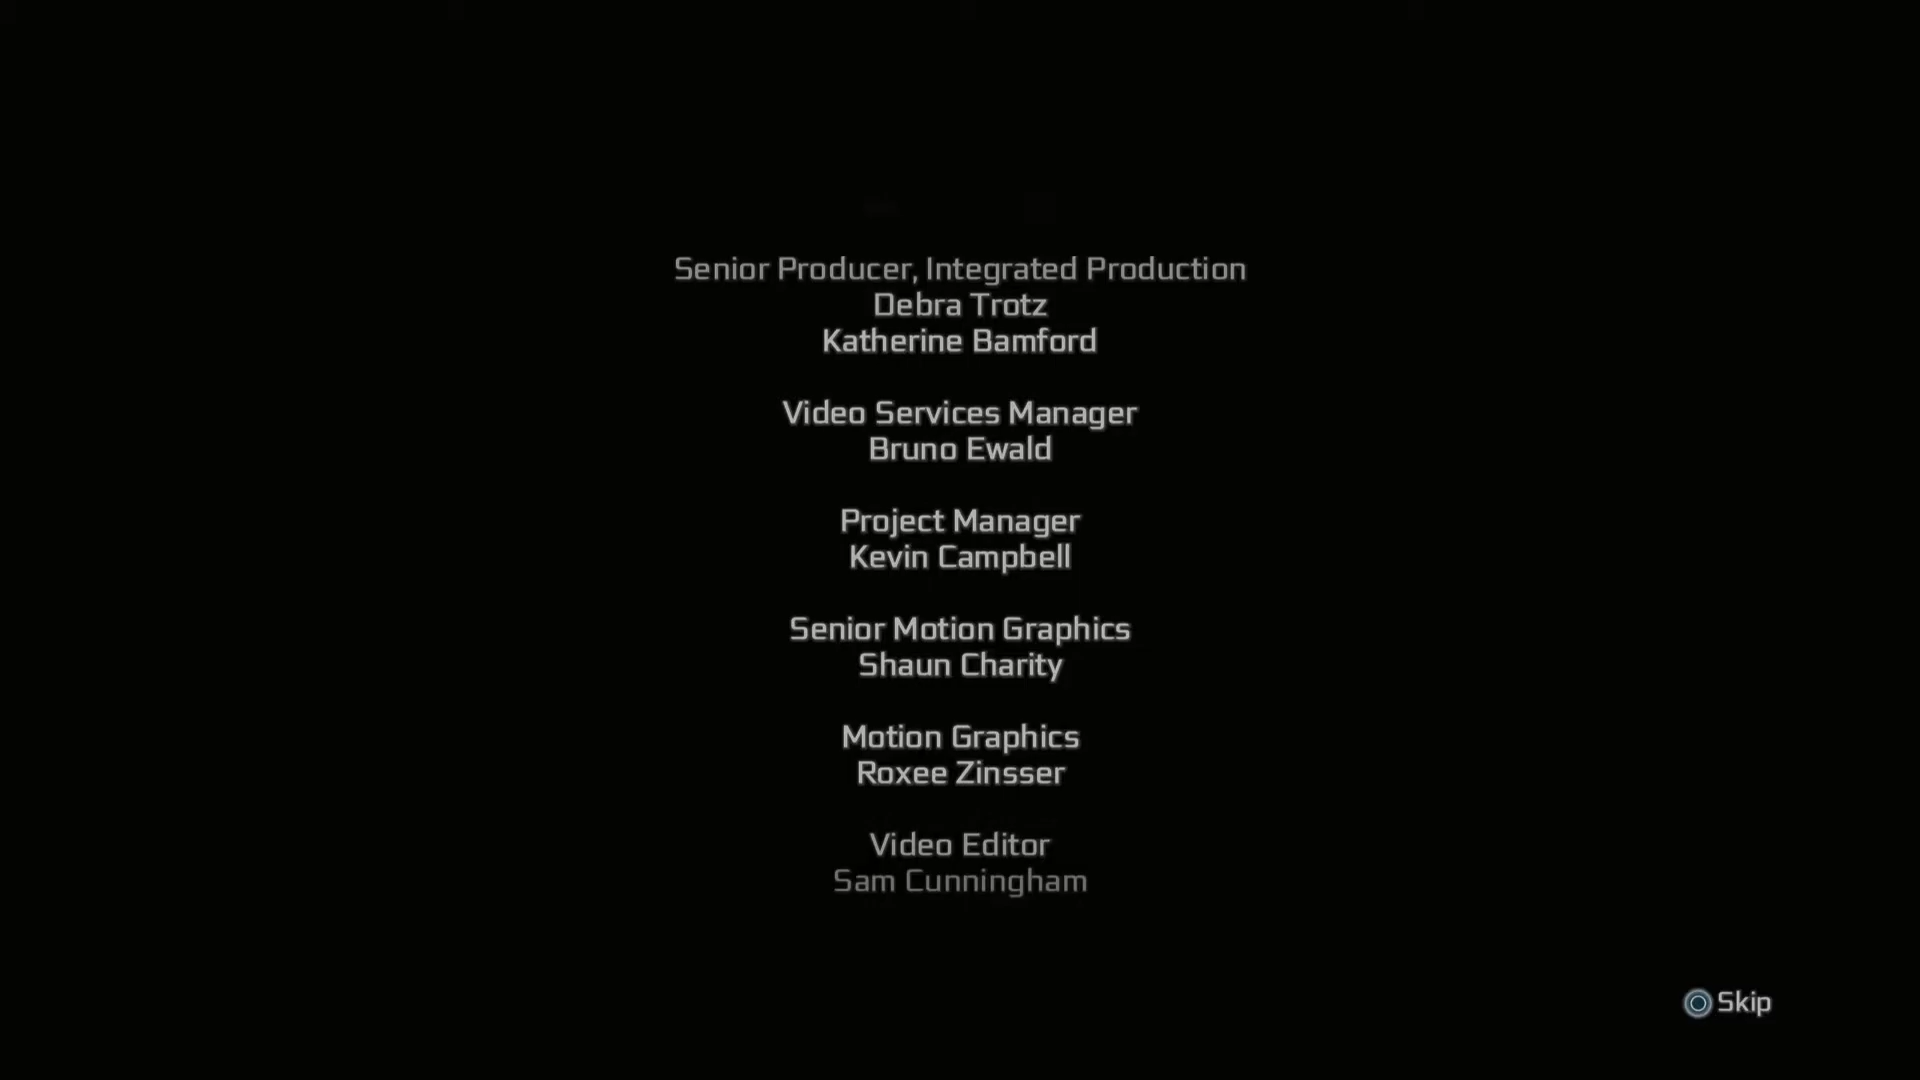 Senior Producer, Integrated Production
Debra Trotz
Katherine Bamford
Video Services Manager
Bruno Ewald
Project Manager
Kevin Campbell
Senior Motion Graphics
Shaun Charity
Motion Graphics
Roxee Zinsser
Video Editor
Sam Cunningham
Skip